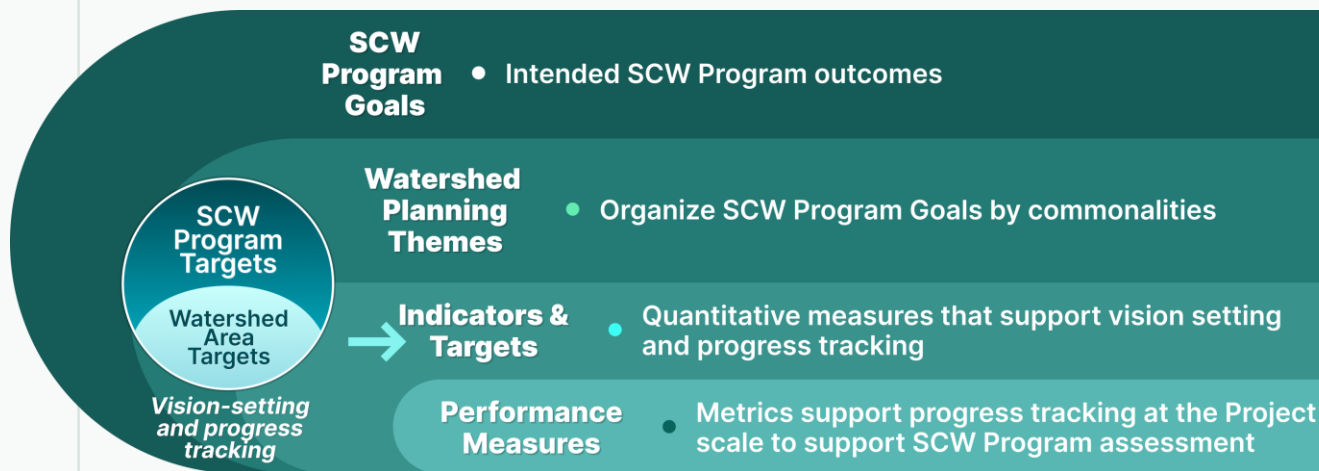 SCW
Program
Goals
Intended SCW Program outcomes
Watershed
Planning
Themes
Organize SCW Program Goals by commonalities
SCW
Program
Targets
Watershed
Area
Targets
Vision-setting
and progress
tracking
Indicators &
Targets
Quantitative measures that support vision setting
and progress tracking
Performance
Measures
Metrics support progress tracking at the Project
scale to support SCW Program assessment